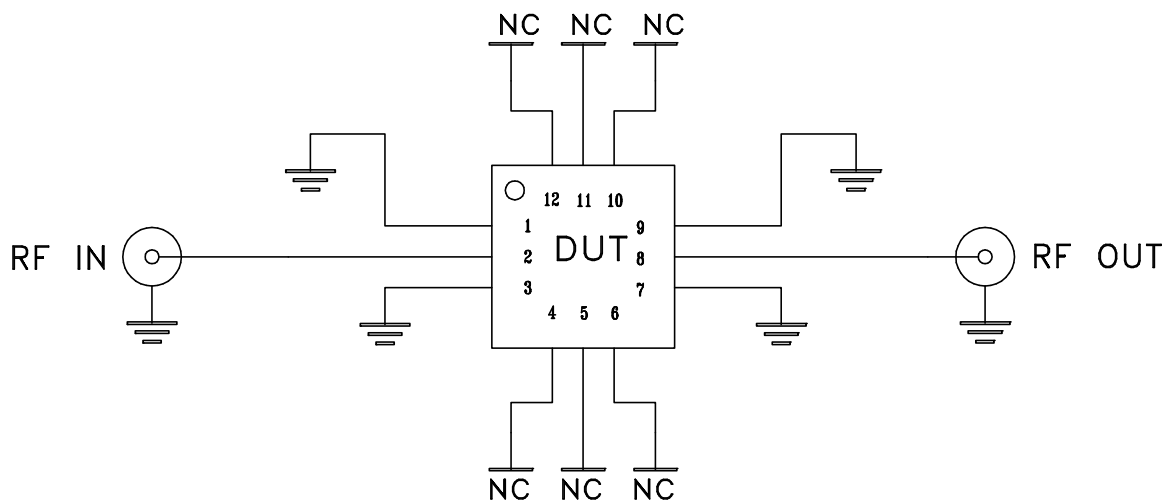 NC NC NC
12 11 10
1 9
RF IN 2 DUT 8 RF OUT
3 7
4 5 6
NC NC NC